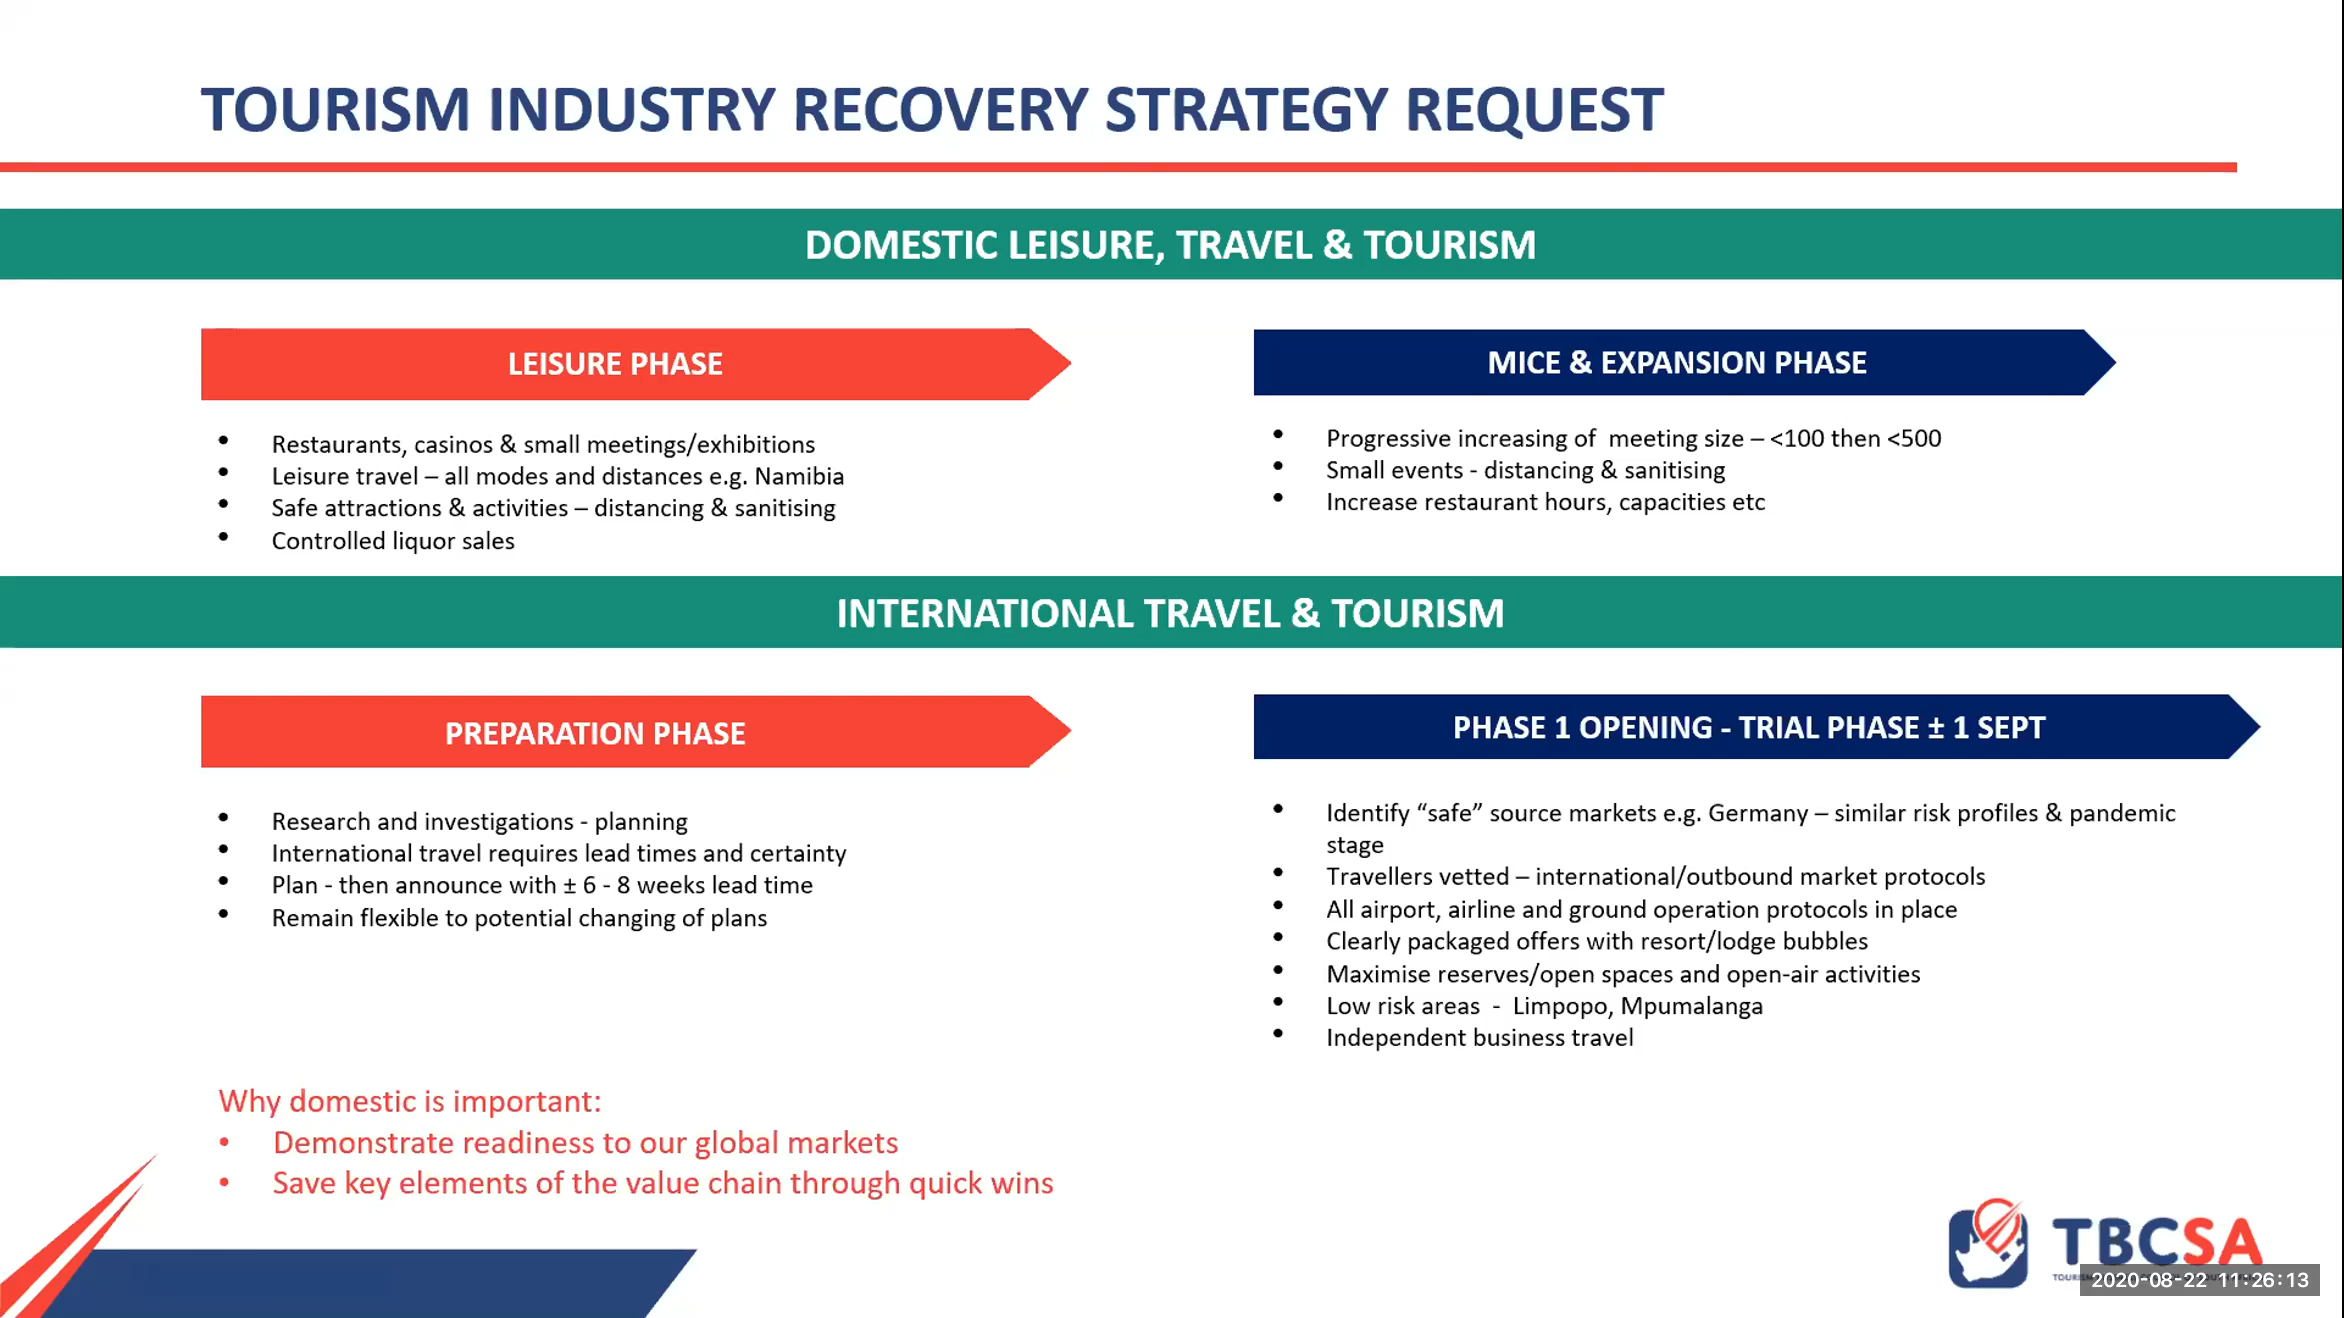 TOURISM INDUSTRY RECOVERY STRATEGY REQUEST
DOMESTIC LEISURE, TRAVEL & TOURISM
LEISURE PHASE
• Restaurants, casinos & small meetings/exhibitions
• Leisure travel – all modes and distances e.g. Namibia
• Safe attractions & activities – distancing & sanitising
• Controlled liquor sales
MICE & EXPANSION PHASE
• Progressive increasing of  meeting size – <100 then <500
• Small events - distancing & sanitising
• Increase restaurant hours, capacities etc
INTERNATIONAL TRAVEL & TOURISM
PREPARATION PHASE
• Research and investigations - planning
• International travel requires lead times and certainty
• Plan - then announce with ± 6 - 8 weeks lead time
• Remain flexible to potential changing of plans
PHASE 1 OPENING - TRIAL PHASE ± 1 SEPT
• Identify “safe” source markets e.g. Germany – similar risk profiles & pandemic
stage
• Travellers vetted – international/outbound market protocols
• All airport, airline and ground operation protocols in place
• Clearly packaged offers with resort/lodge bubbles
• Maximise reserves/open spaces and open-air activities
• Low risk areas  -  Limpopo, Mpumalanga
• Independent business travel
Why domestic is important:
• Demonstrate readiness to our global markets
• Save key elements of the value chain through quick wins
TBCSA
2020-08-22 11:26:13